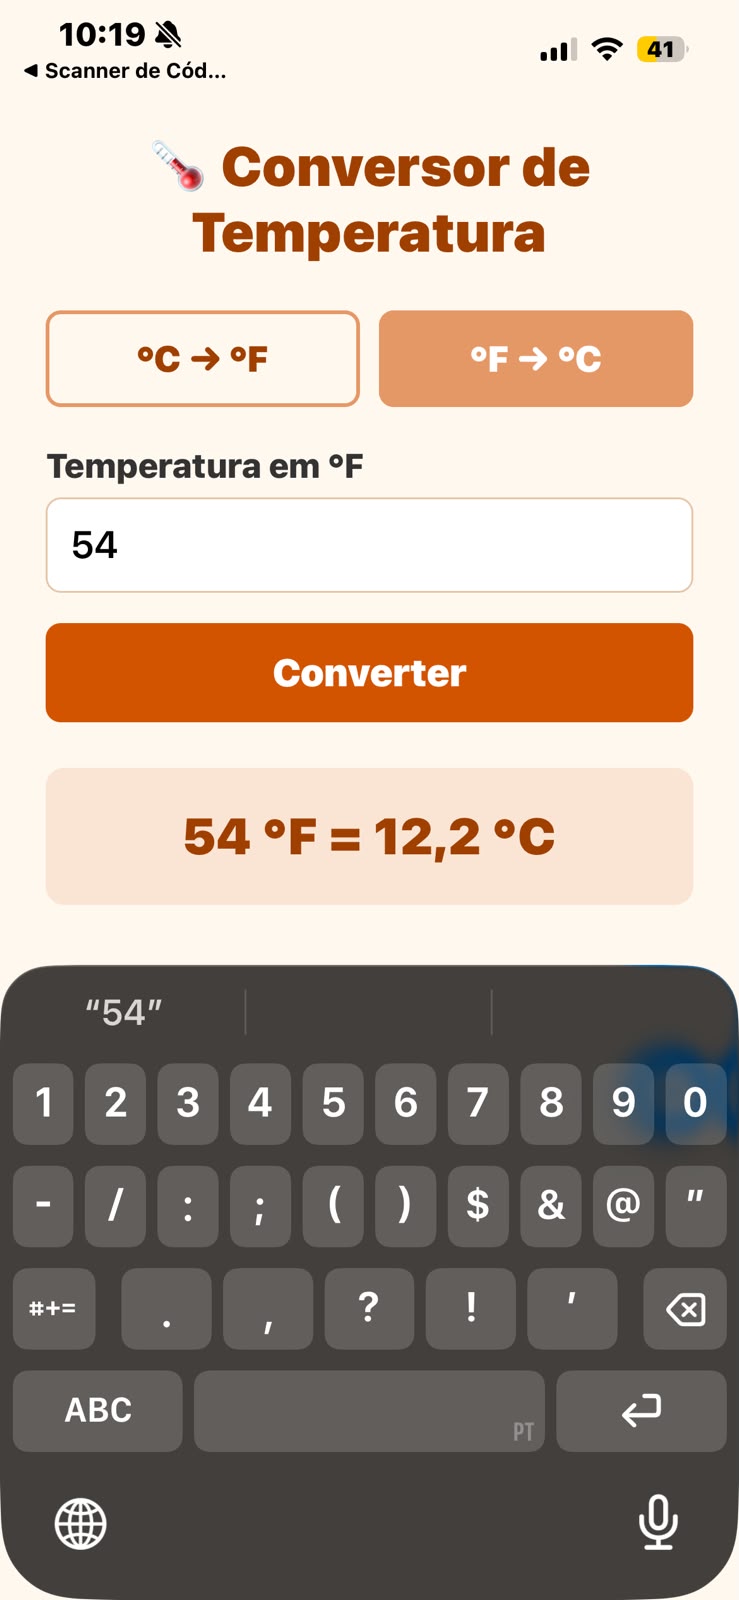 10:19
41
◀ Scanner de Cód...
Conversor de
Temperatura
°C → °F
°F → °C
Temperatura em °F
54
Converter
54 °F = 12,2 °C
“54”
1 2 3 4 5 6 7 8 9 0
- / : ; ( ) $ & @ "
#+= . , ? ! '
ABC
PT